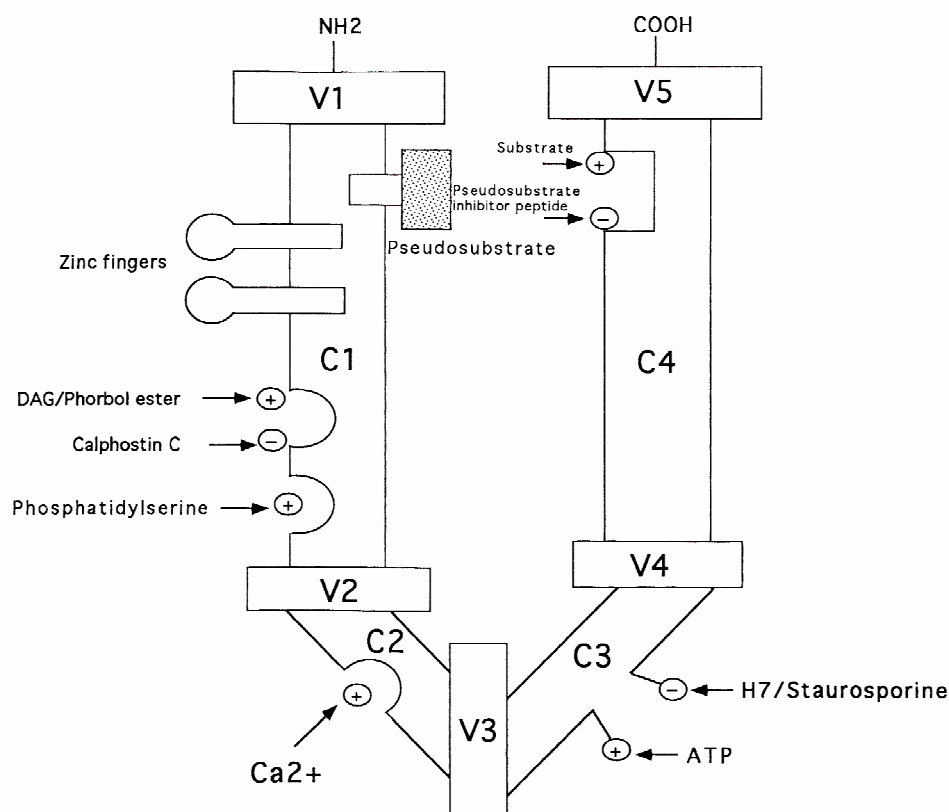 NH2
COOH
V1
V5
Substrate
+
Pseudosubstrate
inhibitor peptide
−
Pseudosubstrate
Zinc fingers
C1
C4
DAG/Phorbol ester
+
Calphostin C
−
Phosphatidylserine
+
V2
V4
C2
C3
+
Ca2+
V3
−
H7/Staurosporine
+
ATP